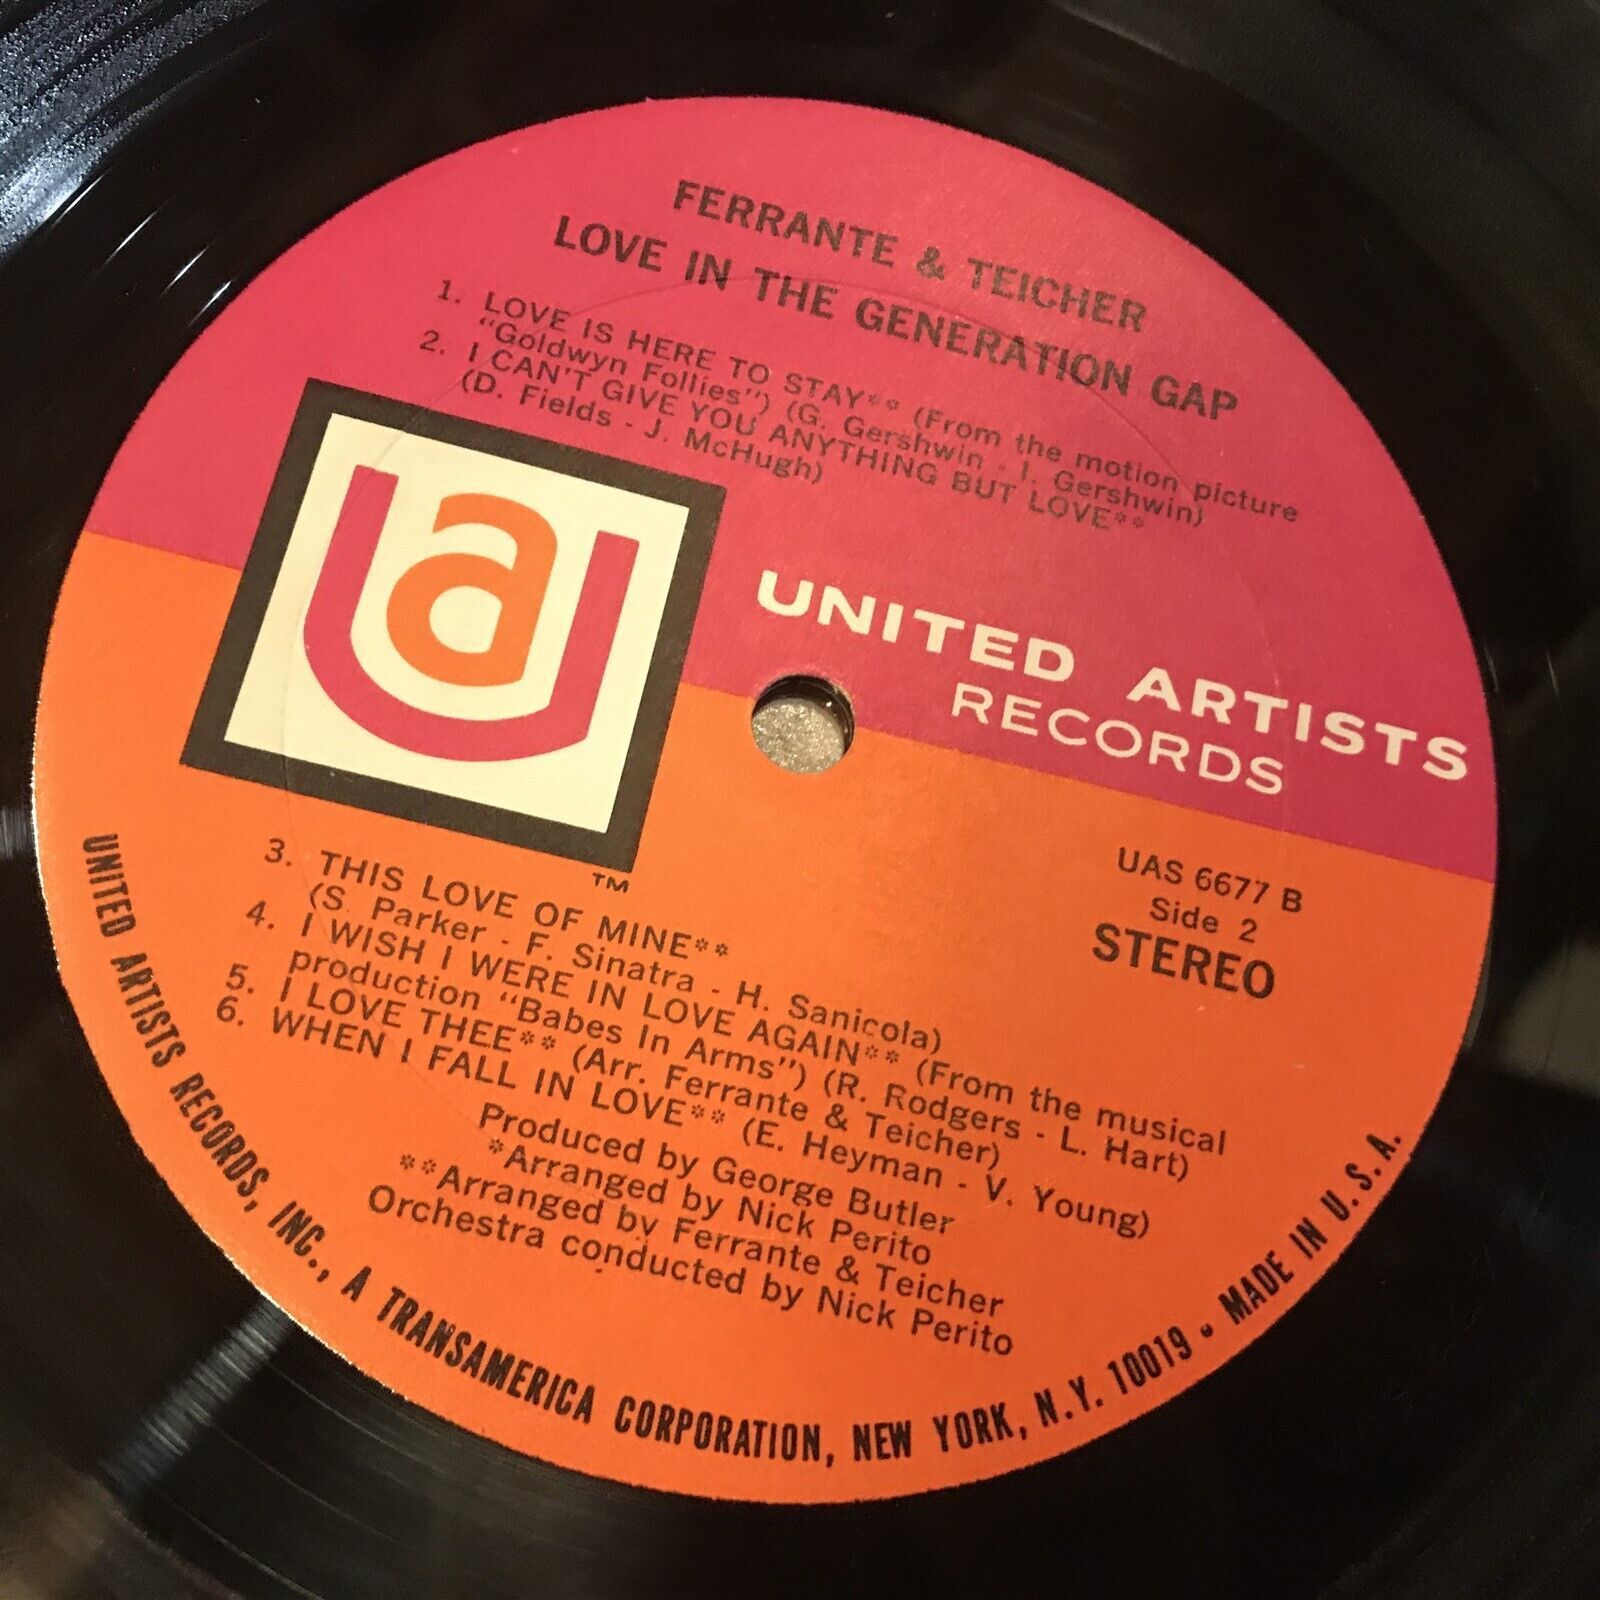 FERRANTE & TEICHER
LOVE IN THE GENERATION GAP
1. LOVE IS HERE TO STAY** (From the motion picture
"Goldwyn Follies") (G. Gershwin - I. Gershwin)
2. I CAN'T GIVE YOU ANYTHING BUT LOVE**
(D. Fields - J. McHugh)
ua
TM
UNITED ARTISTS
RECORDS
UAS 6677 B
Side 2
STEREO
3. THIS LOVE OF MINE**
(S. Parker - F. Sinatra - H. Sanicola)
4. I WISH I WERE IN LOVE AGAIN** (From the musical
production "Babes In Arms") (R. Rodgers - L. Hart)
5. I LOVE THEE** (Arr. Ferrante & Teicher)
6. WHEN I FALL IN LOVE** (E. Heyman - V. Young)
Produced by George Butler
*Arranged by Nick Perito
**Arranged by Ferrante & Teicher
Orchestra conducted by Nick Perito
UNITED ARTISTS RECORDS, INC., A TRANSAMERICA CORPORATION, NEW YORK, N.Y. 10019 • MADE IN U.S.A.